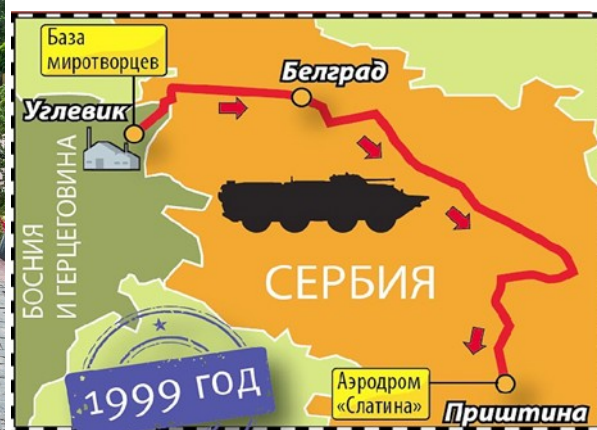 База
миротворцев
Белград
Углевик
БОСНИЯ
И ГЕРЦЕГОВИНА
СЕРБИЯ
1999 ГОД
Аэродром
«Слатина»
Приштина